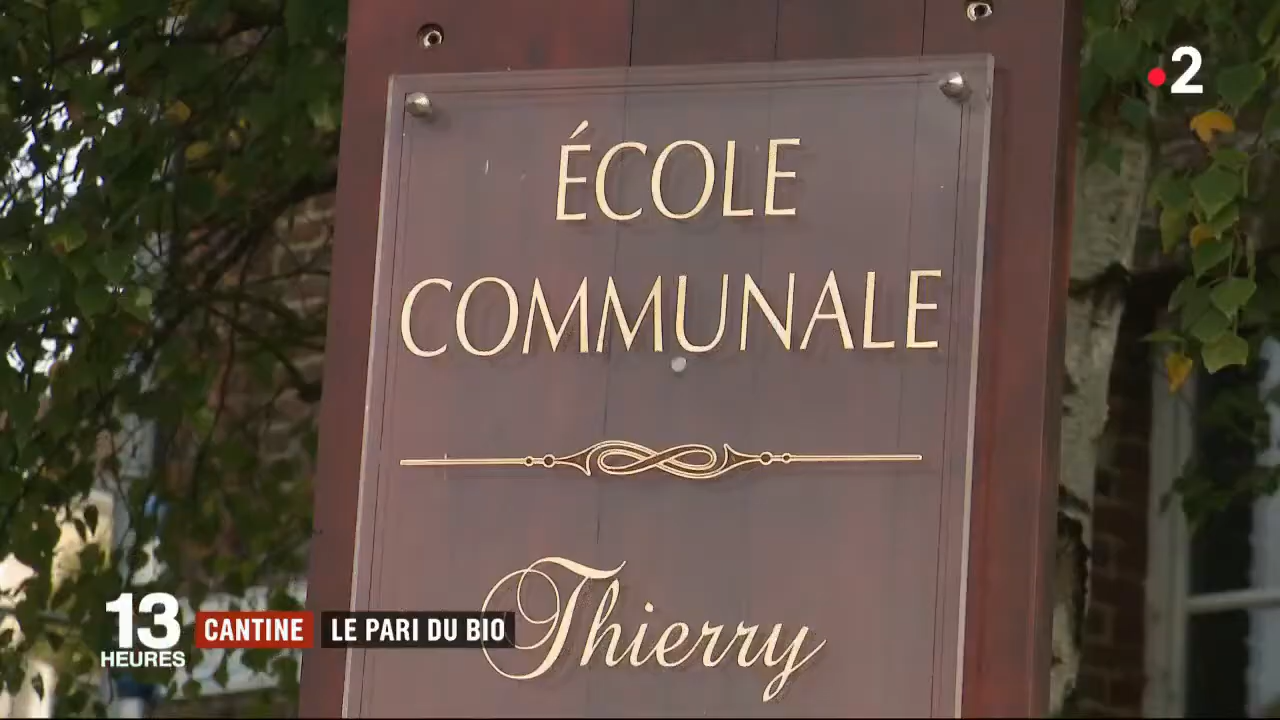 2
ÉCOLE
COMMUNALE
Thierry
13
HEURES
CANTINE
LE PARI DU BIO